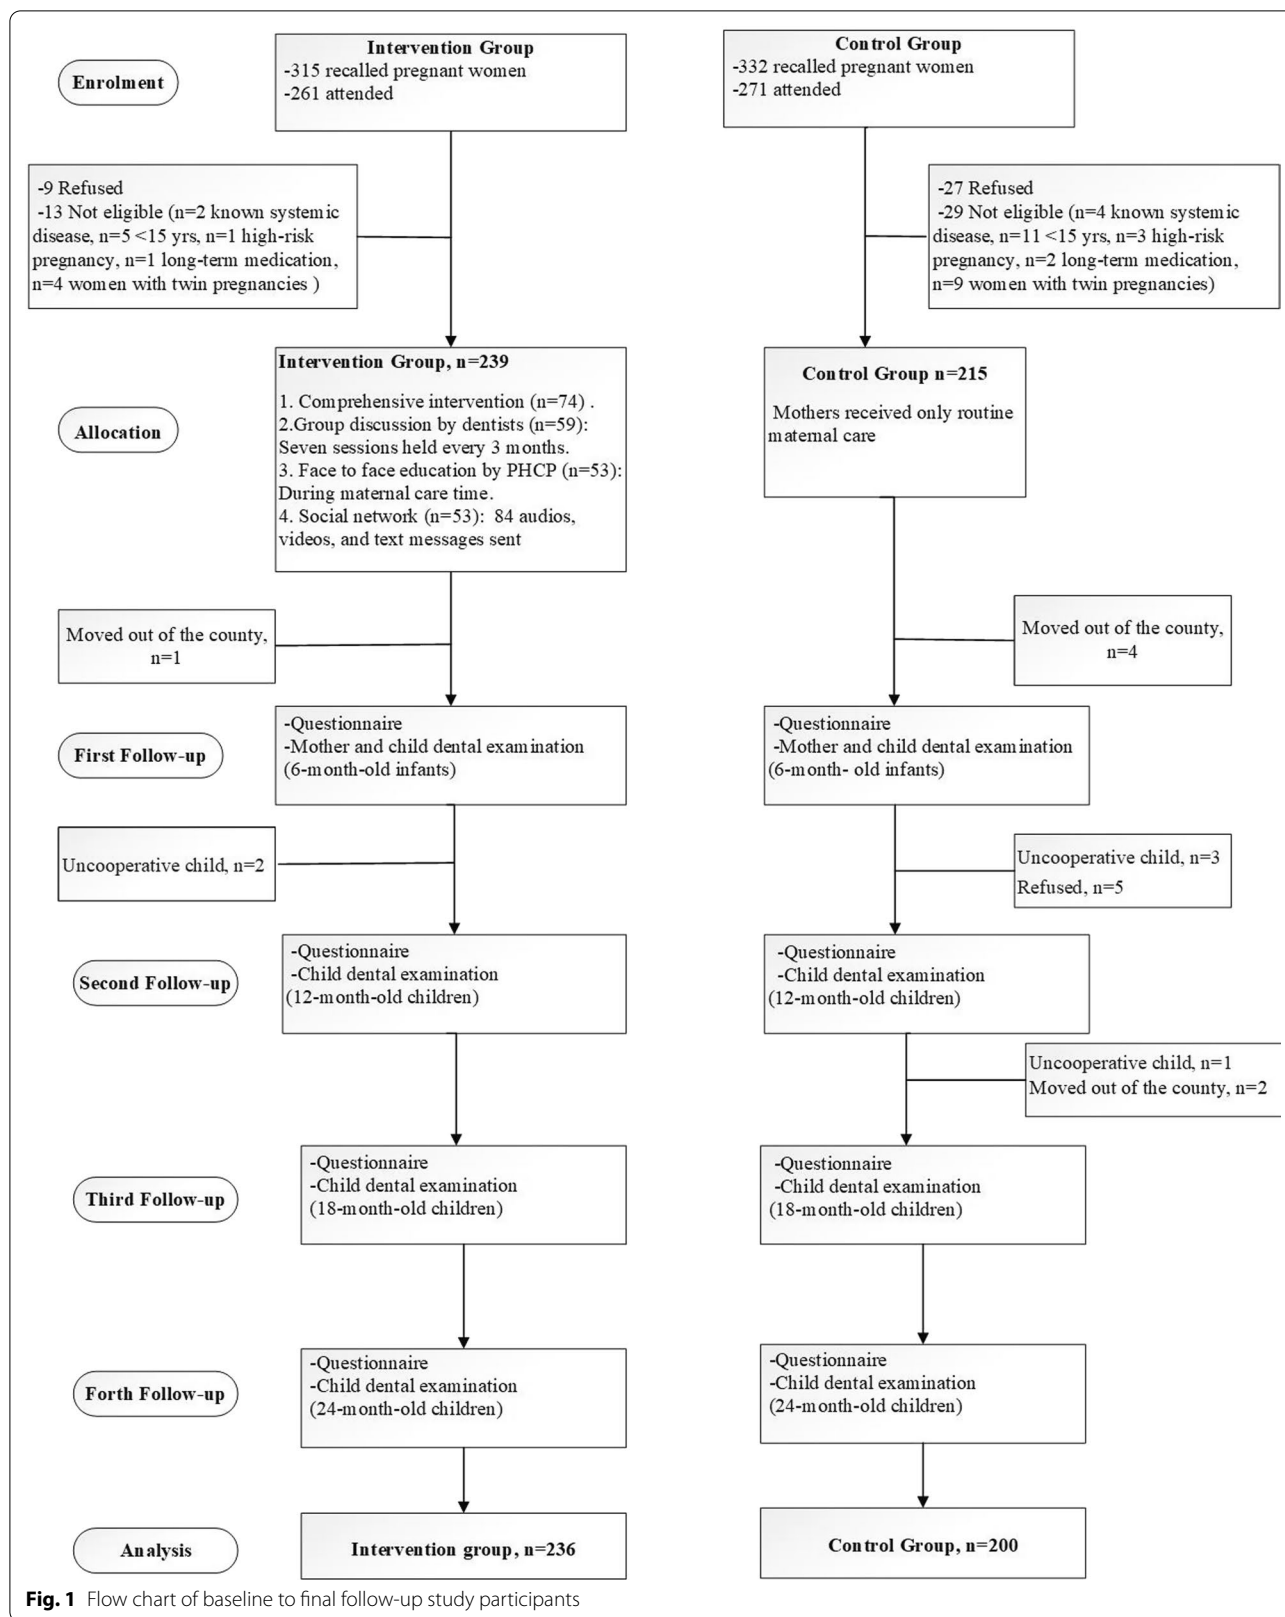 Enrolment
Intervention Group
-315 recalled pregnant women
-261 attended
Control Group
-332 recalled pregnant women
-271 attended
-9 Refused
-13 Not eligible (n=2 known systemic
disease, n=5 <15 yrs, n=1 high-risk
pregnancy, n=1 long-term medication,
n=4 women with twin pregnancies )
-27 Refused
-29 Not eligible (n=4 known systemic
disease, n=11 <15 yrs, n=3 high-risk
pregnancy, n=2 long-term medication,
n=9 women with twin pregnancies)
Allocation
Intervention Group, n=239
1. Comprehensive intervention (n=74) .
2.Group discussion by dentists (n=59):
Seven sessions held every 3 months.
3. Face to face education by PHCP (n=53):
During maternal care time.
4. Social network (n=53): 84 audios,
videos, and text messages sent
Control Group n=215
Mothers received only routine
maternal care
Moved out of the county,
n=1
Moved out of the county,
n=4
First Follow-up
-Questionnaire
-Mother and child dental examination
(6-month-old infants)
-Questionnaire
-Mother and child dental examination
(6-month- old infants)
Uncooperative child, n=2
Uncooperative child, n=3
Refused, n=5
Second Follow-up
-Questionnaire
-Child dental examination
(12-month-old children)
-Questionnaire
-Child dental examination
(12-month-old children)
Uncooperative child, n=1
Moved out of the county, n=2
Third Follow-up
-Questionnaire
-Child dental examination
(18-month-old children)
-Questionnaire
-Child dental examination
(18-month-old children)
Forth Follow-up
-Questionnaire
-Child dental examination
(24-month-old children)
-Questionnaire
-Child dental examination
(24-month-old children)
Analysis
Intervention group, n=236
Control Group, n=200
Fig. 1 Flow chart of baseline to final follow-up study participants